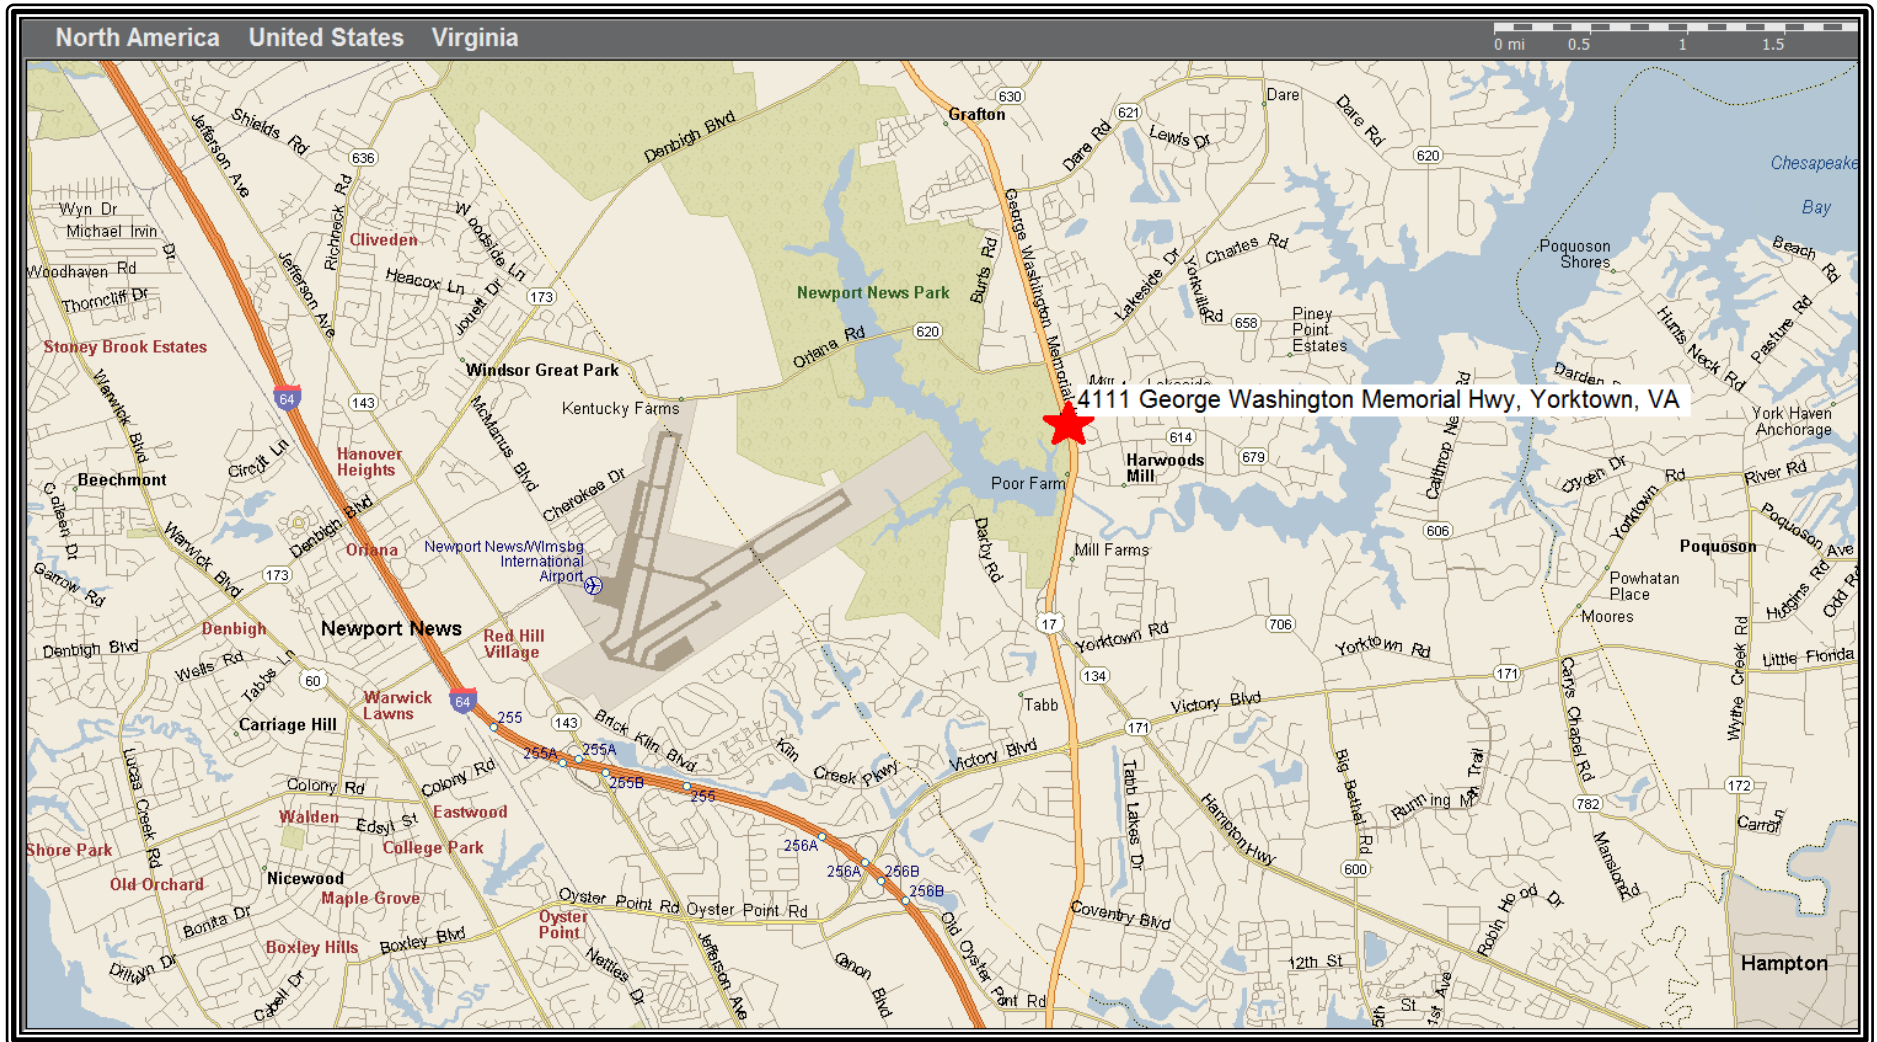 North America United States Virginia
0 mi 0.5 1 1.5
Grafton
630
Dare
Dare Rd
621
Lewis Dr
Dare Rd
620
Chesapeake
Bay
Shields Rd
Jefferson Ave
636
Denbigh Blvd
George Washington Memorial
Wyn Dr
Michael Irvin Dr
Richneck Rd
Cliveden
Woodside Ln
Woodhaven Rd
Thorncliff Dr
Jefferson Ave
Heacox Ln
Jouett Dr
173
Newport News Park
Burts Rd
Lakeside Dr
Charles Rd
Yorkville Rd
658
Piney
Point
Estates
Poquoson
Shores
Beach Rd
Hunts Neck Rd
Pasture Rd
Stoney Brook Estates
Windsor Great Park
Kentucky Farms
Oriana Rd
620
4111 George Washington Memorial Hwy, Yorktown, VA
York Haven
Anchorage
64
143
Warwick Blvd
McManus Blvd
Circuit Ln
Hanover
Heights
Beechmont
Cherokee Dr
614
679
Harwoods
Mill
Poor Farm
Yorktown Rd
River Rd
Denbigh Blvd
Oriana
Newport News/Wlmsbg
International
Airport
Darby Rd
Mill Farms
606
Poquoson
Poquoson Ave
Warwick Blvd
173
Garrow Rd
Powhatan
Place
Moores
Hudgins Rd
Odd Rd
Denbigh
Newport News
Red Hill
Village
17
Yorktown Rd
706
Yorktown Rd
Denbigh Blvd
Wells Rd
Tabbs Ln
60
134
171
Little Florida
Wythe Creek Rd
Warwick
Lawns
64
255
143
Brick Kiln Blvd
Tabb
Victory Blvd
171
Carys Chapel Rd
Carriage Hill
255A
255A
255B
255
Kiln Creek Pkwy
Victory Blvd
Lucas Creek Rd
Colony Rd
Colony Rd
Eastwood
Walden
Edsyl St
College Park
Tabb Lakes Dr
Hampton Hwy
Big Bethel Rd
Running Man Trail
782
172
Shore Park
256A
256A
256B
256B
600
Mansion Rd
Old Orchard
Nicewood
Maple Grove
Oyster Point Rd
Oyster Point Rd
Oyster
Point
Coventry Blvd
Robin Hood Dr
Bonita Dr
Boxley Hills
Boxley Blvd
Jefferson Ave
Old Oyster Point Rd
Nettles Dr
Canon Blvd
12th St
Hampton
Cabell Dr
5th St
1st Ave